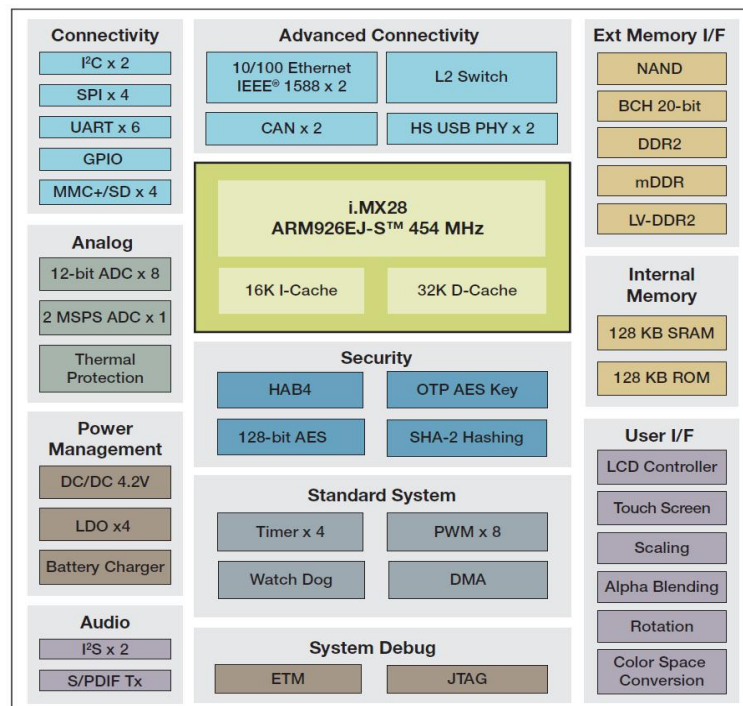 Connectivity
I²C x 2
SPI x 4
UART x 6
GPIO
MMC+/SD x 4
Analog
12-bit ADC x 8
2 MSPS ADC x 1
Thermal
Protection
Power
Management
DC/DC 4.2V
LDO x4
Battery Charger
Audio
I²S x 2
S/PDIF Tx
Advanced Connectivity
10/100 Ethernet
IEEE® 1588 x 2
L2 Switch
CAN x 2
HS USB PHY x 2
i.MX28
ARM926EJ-S™ 454 MHz
16K I-Cache
32K D-Cache
Security
HAB4
OTP AES Key
128-bit AES
SHA-2 Hashing
Standard System
Timer x 4
PWM x 8
Watch Dog
DMA
System Debug
ETM
JTAG
Ext Memory I/F
NAND
BCH 20-bit
DDR2
mDDR
LV-DDR2
Internal
Memory
128 KB SRAM
128 KB ROM
User I/F
LCD Controller
Touch Screen
Scaling
Alpha Blending
Rotation
Color Space
Conversion